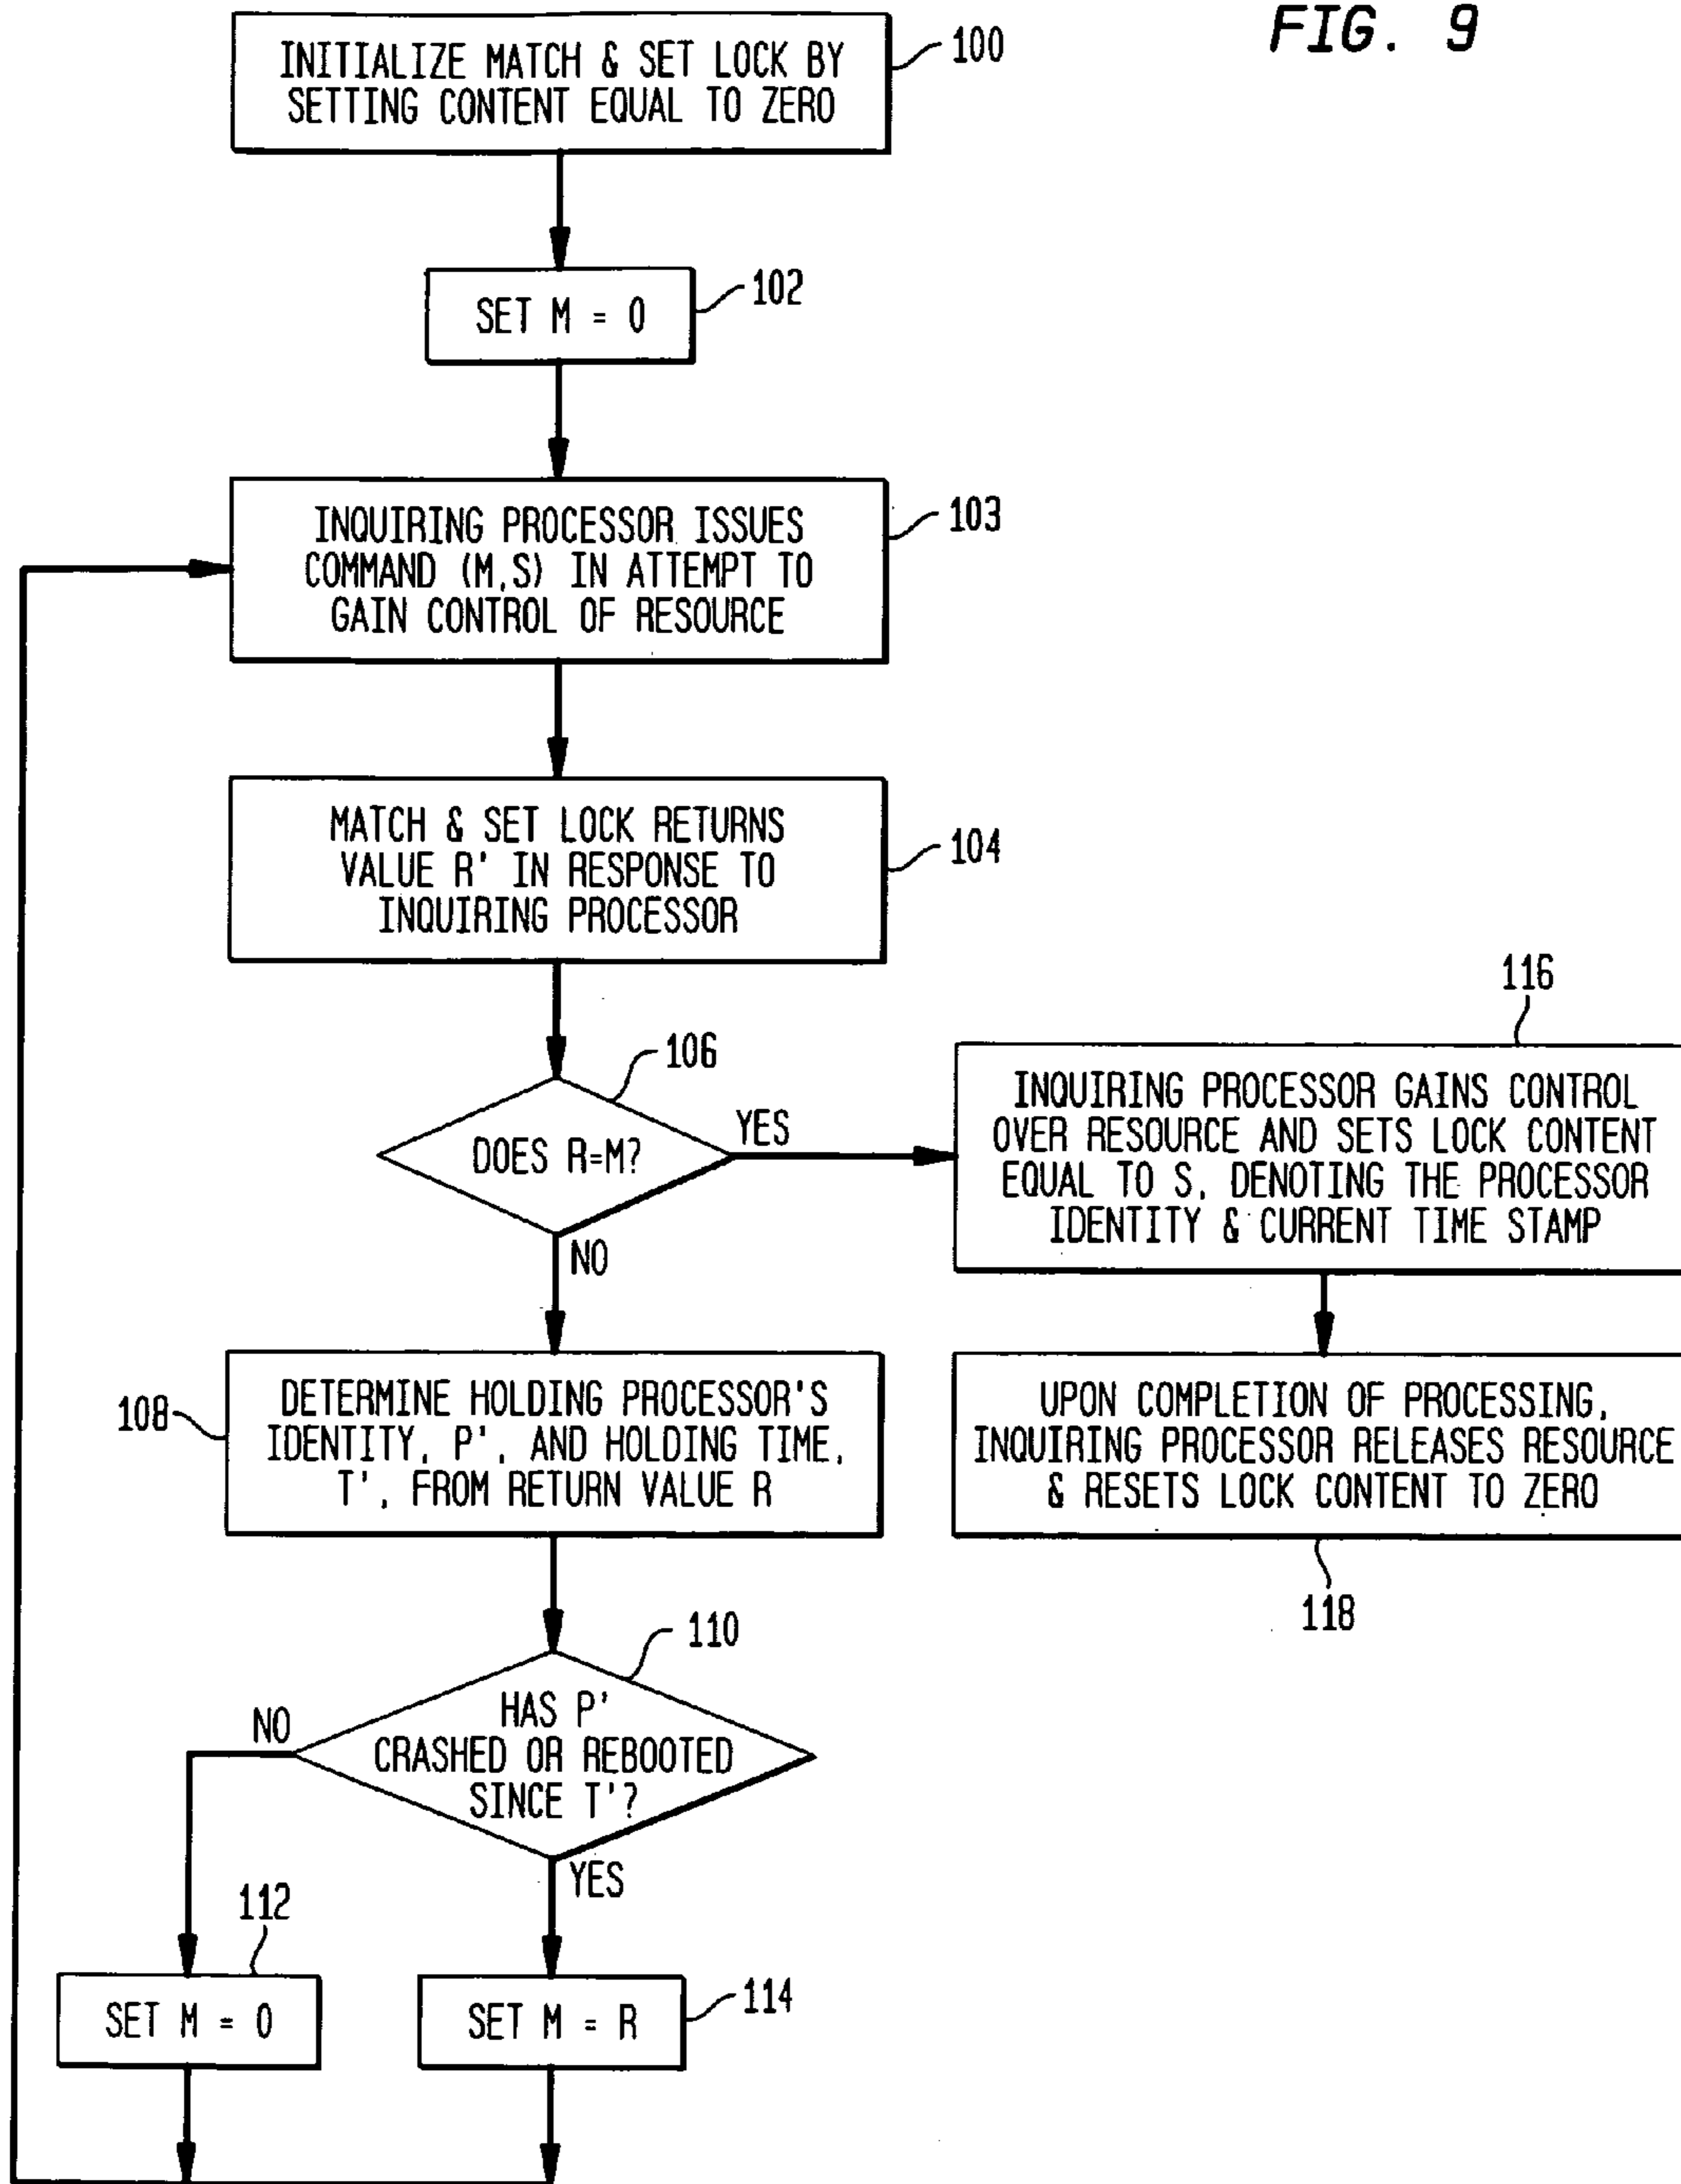 FIG. 9
INITIALIZE MATCH & SET LOCK BY
SETTING CONTENT EQUAL TO ZERO
100
SET M = 0
102
INQUIRING PROCESSOR ISSUES
COMMAND (M,S) IN ATTEMPT TO
GAIN CONTROL OF RESOURCE
103
MATCH & SET LOCK RETURNS
VALUE R' IN RESPONSE TO
INQUIRING PROCESSOR
104
106
DOES R=M?
YES
NO
116
INQUIRING PROCESSOR GAINS CONTROL
OVER RESOURCE AND SETS LOCK CONTENT
EQUAL TO S, DENOTING THE PROCESSOR
IDENTITY & CURRENT TIME STAMP
108
DETERMINE HOLDING PROCESSOR'S
IDENTITY, P', AND HOLDING TIME,
T', FROM RETURN VALUE R
UPON COMPLETION OF PROCESSING,
INQUIRING PROCESSOR RELEASES RESOURCE
& RESETS LOCK CONTENT TO ZERO
118
110
HAS P'
CRASHED OR REBOOTED
SINCE T'?
NO
YES
112
SET M = 0
SET M = R
114